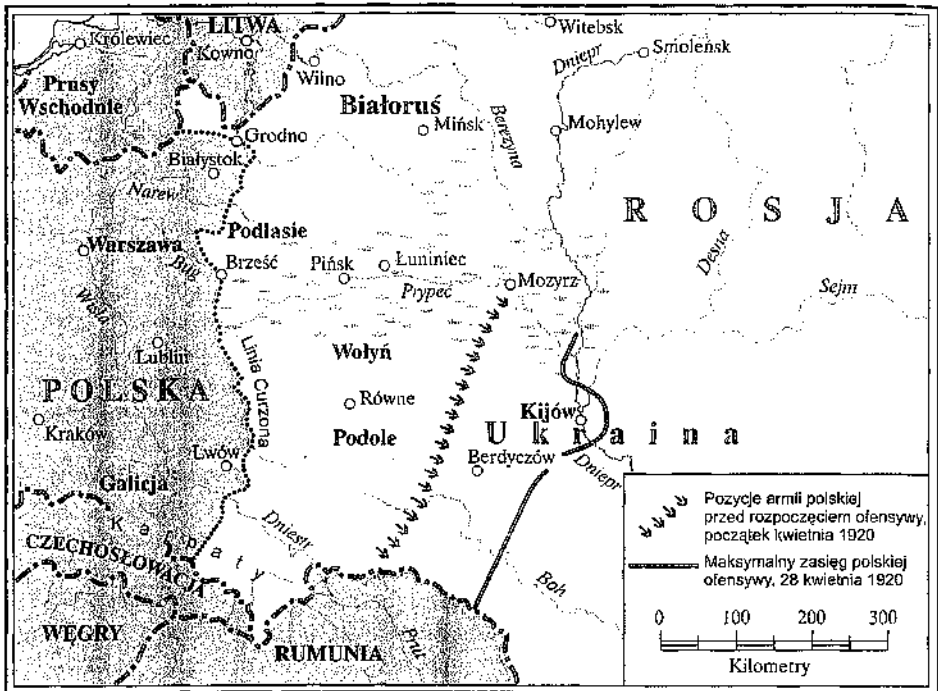 LITWA
Witebsk
Królewiec
Kowno
Dniepr
Smoleńsk
Wilno
Prusy
Wschodnie
Białoruś
Mińsk
Berezyna
Mohylew
Grodno
Białystok
Narew
ROSJA
Podlasie
Warszawa
Bug
Brześć
Pińsk
Łuniniec
Mozyrz
Desna
Prypeć
Sejm
Wisła
Lublin
Linia Curzona
Wołyń
POLSKA
Równe
Kijów
Kraków
Podole
Ukraina
Lwów
Berdyczów
Dniepr
Galicja
Karpaty
Dniestr
CZECHOSŁOWACJA
Boh
WĘGRY
RUMUNIA
Prut
Pozycje armii polskiej
przed rozpoczęciem ofensywy,
początek kwietnia 1920
Maksymalny zasięg polskiej
ofensywy, 28 kwietnia 1920
0 100 200 300
Kilometry